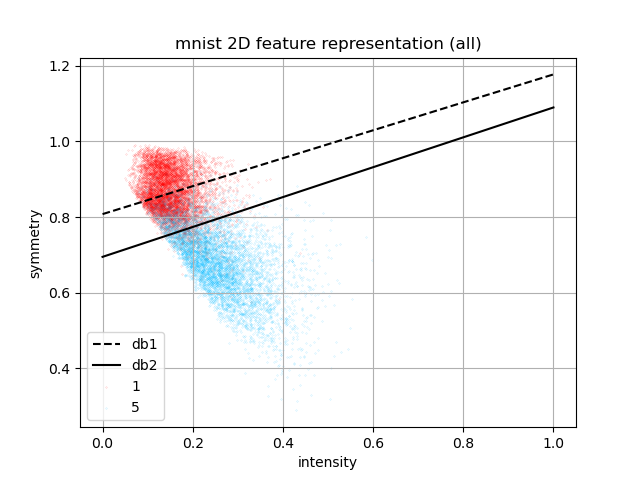 mnist 2D feature representation (all)
1.2
1.0
0.8
0.6
0.4
symmetry
db1
db2
1
5
0.0 0.2 0.4 0.6 0.8 1.0
intensity